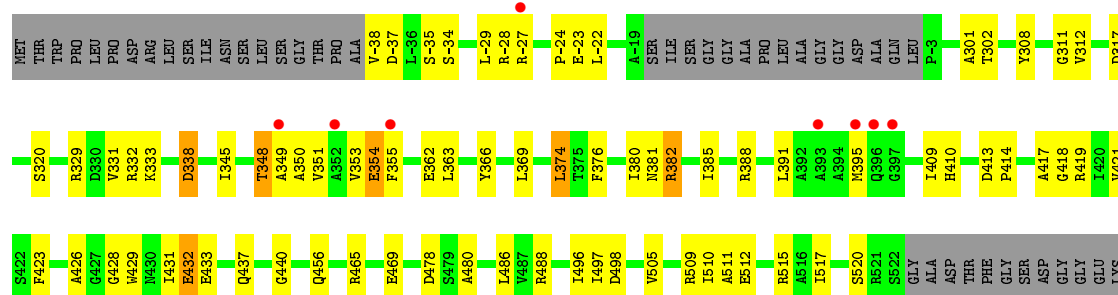 MET THR TRP PRO LEU PRO ASP ARG LEU SER ILE ASN SER LEU SER GLY THR PRO ALA V-38 D-37 L-36 S-35 S-34 L-29 R-28 R-27 P-24 E-23 L-22 A-19 SER ILE SER GLY GLY ALA PRO LEU ALA GLY GLY ASP ALA GLN LEU P-3 A301 T302 Y308 G311 V312 D317
S320 R329 D330 V331 R332 K333 D338 I345 T348 A349 A350 V351 A352 V353 E354 F355 E362 L363 Y366 L369 L374 T375 F376 I380 N381 R382 I385 R388 L391 A392 A393 A394 M395 Q396 G397 I409 H410 D413 P414 A417 G418 R419 I420 V421
S422 F423 A426 G427 G428 W429 N430 I431 E432 E433 Q437 G440 Q456 R465 E469 D478 S479 A480 L486 V487 R488 I496 I497 D498 V505 R509 I510 A511 E512 R515 A516 I517 S520 R521 S522 GLY ALA ASP THR PHE GLY SER ASP GLY GLY GLU